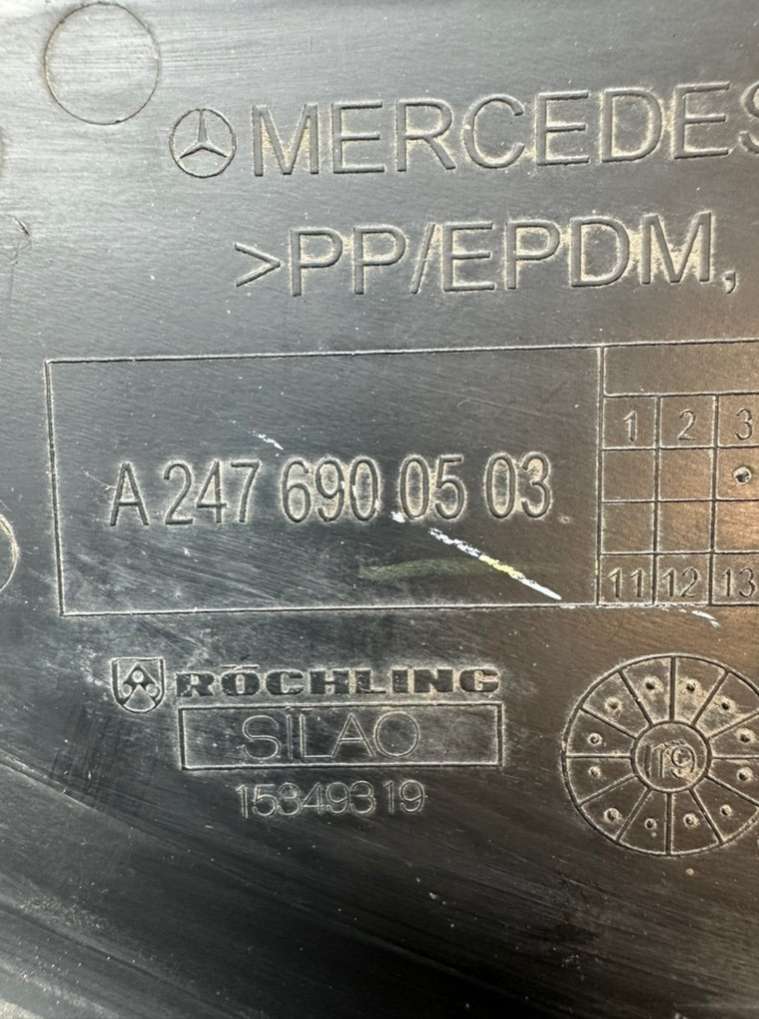 MERCEDES
>PP/EPDM,
1 2 3
A 247 690 05 03
11 12 13
RÖCHLING
SILAO
15349319